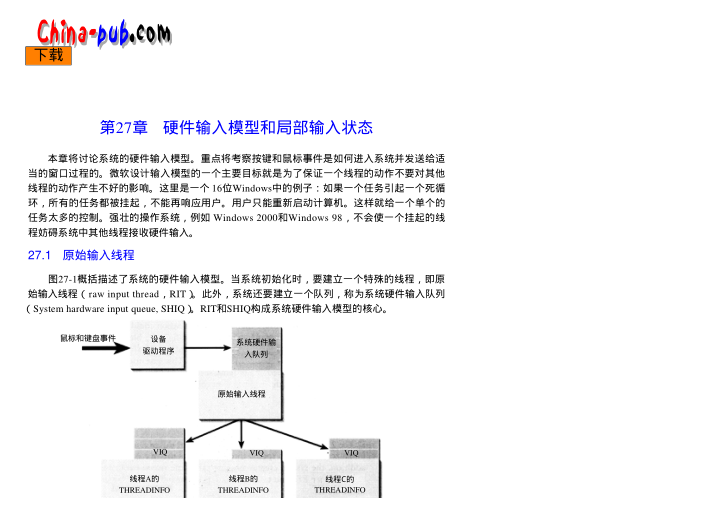 China-pub.com
下载
第27章 硬件输入模型和局部输入状态
本章将讨论系统的硬件输入模型。重点将考察按键和鼠标事件是如何进入系统并发送给适
当的窗口过程的。微软设计输入模型的一个主要目标就是为了保证一个线程的动作不要对其他
线程的动作产生不好的影响。这里是一个 16位Windows中的例子：如果一个任务引起一个死循
环，所有的任务都被挂起，不能再响应用户。用户只能重新启动计算机。这样就给一个单个的
任务太多的控制。强壮的操作系统，例如 Windows 2000和Windows 98，不会使一个挂起的线
程妨碍系统中其他线程接收硬件输入。
27.1 原始输入线程
图27-1概括描述了系统的硬件输入模型。当系统初始化时，要建立一个特殊的线程，即原
始输入线程（raw input thread，RIT）。此外，系统还要建立一个队列，称为系统硬件输入队列
（System hardware input queue, SHIQ）。RIT和SHIQ构成系统硬件输入模型的核心。
鼠标和键盘事件
设备
驱动程序
系统硬件输
入队列
原始输入线程
VIQ
VIQ
VIQ
线程A的
THREADINFO
线程B的
THREADINFO
线程C的
THREADINFO